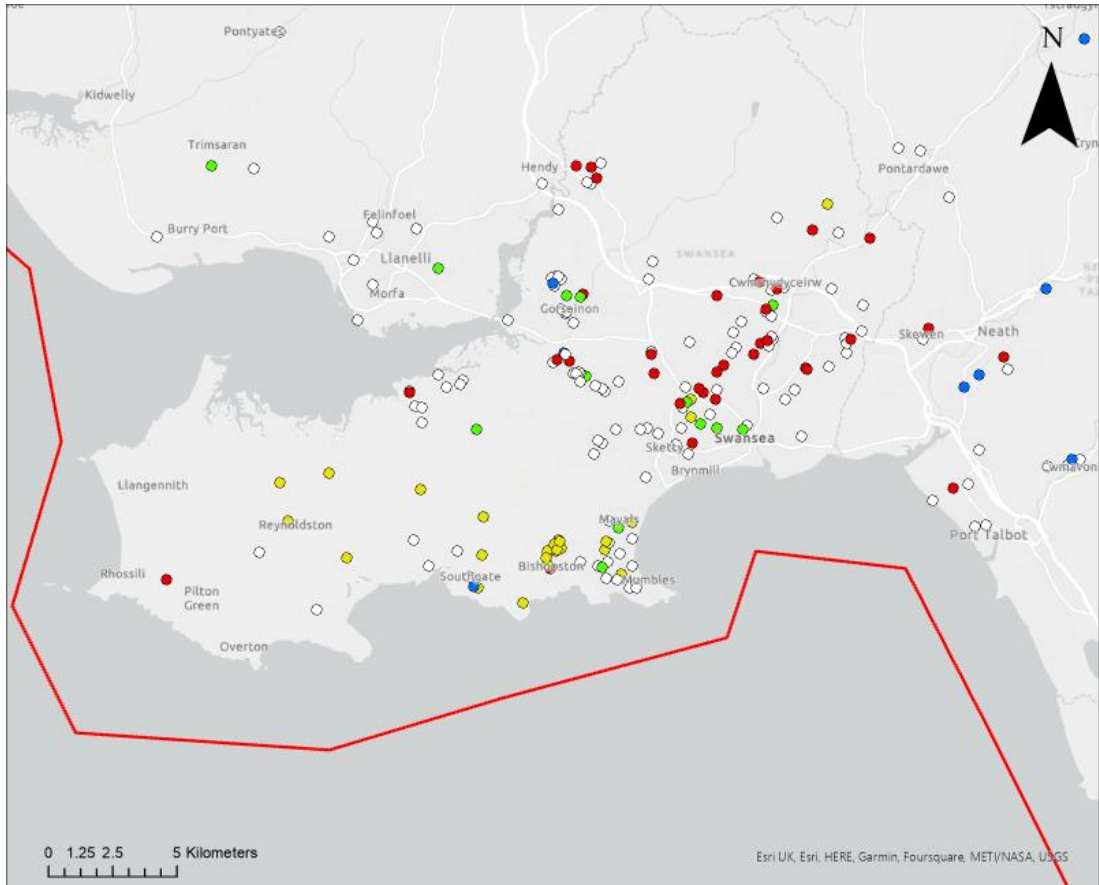 Pontyates
N
Kidwelly
Trimsaran
Hendy
Pontardawe
Felinfoel
Burry Port
Llanelli
SWANSEA
Morfa
Gorseinon
Skewen
Neath
Sketty
Swansea
Brynmill
Cwmavon
Llangennith
Reynoldston
Mayals
Port Talbot
Rhossili
Pilton
Green
Southgate
Bishopston
Mumbles
Overton
0 1.25 2.5 5 Kilometers
Esri UK, Esri, HERE, Garmin, Foursquare, METI/NASA, USGS